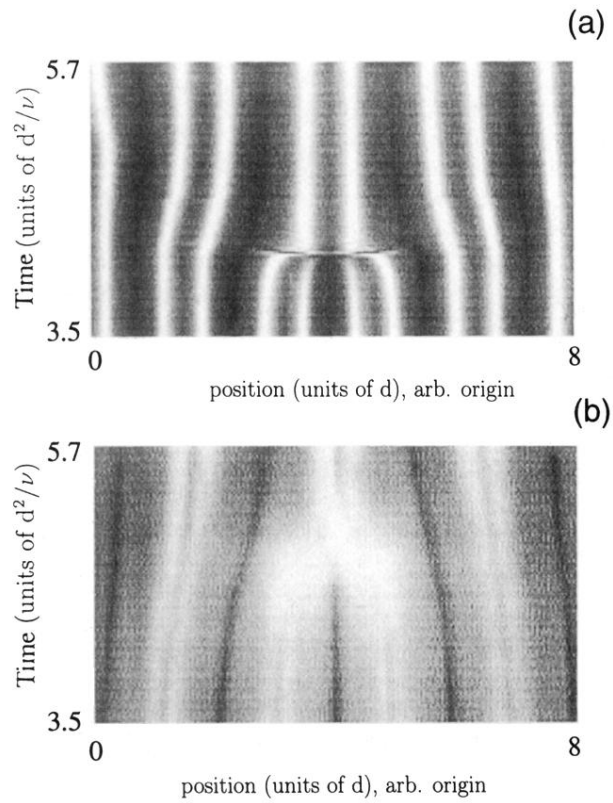 (a)
5.7
Time (units of d²/ν)
3.5
0
8
position (units of d), arb. origin
(b)
5.7
Time (units of d²/ν)
3.5
0
8
position (units of d), arb. origin